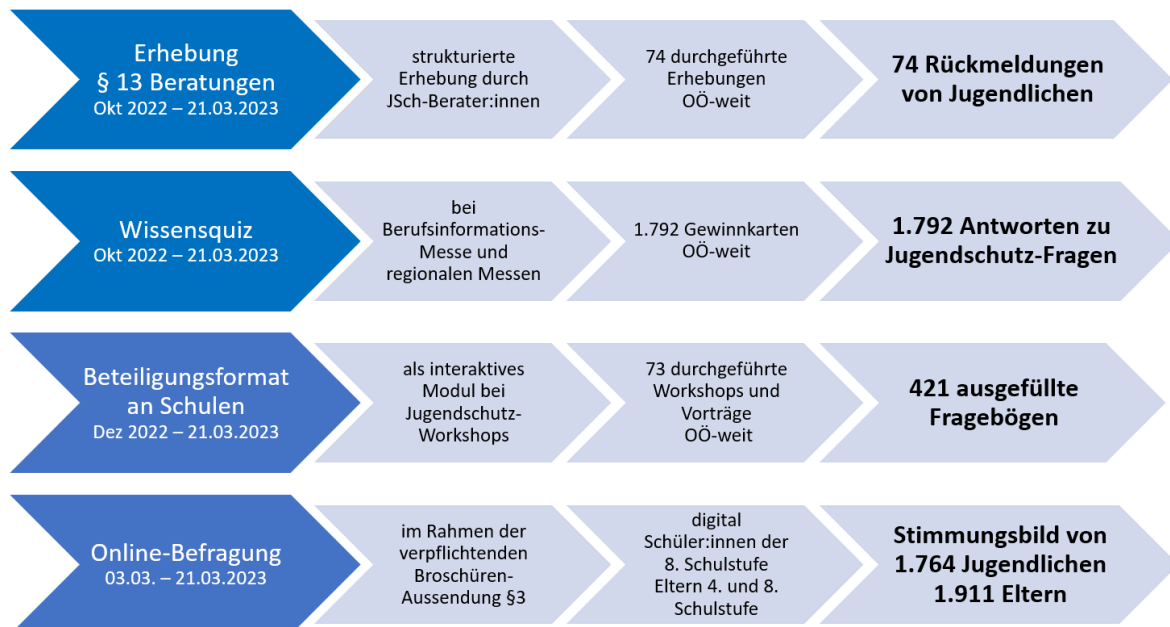 Erhebung
§ 13 Beratungen
Okt 2022 – 21.03.2023
strukturierte
Erhebung durch
JSch-Berater:innen
74 durchgeführte
Erhebungen
OÖ-weit
74 Rückmeldungen
von Jugendlichen
Wissensquiz
Okt 2022 – 21.03.2023
bei
Berufsinformations-
Messe und
regionalen Messen
1.792 Gewinnkarten
OÖ-weit
1.792 Antworten zu
Jugendschutz-Fragen
Beteiligungsformat
an Schulen
Dez 2022 – 21.03.2023
als interaktives
Modul bei
Jugendschutz-
Workshops
73 durchgeführte
Workshops und
Vorträge
OÖ-weit
421 ausgefüllte
Fragebögen
Online-Befragung
03.03. – 21.03.2023
im Rahmen der
verpflichtenden
Broschüren-
Aussendung §3
digital
Schüler:innen der
8. Schulstufe
Eltern 4. und 8.
Schulstufe
Stimmungsbild von
1.764 Jugendlichen
1.911 Eltern